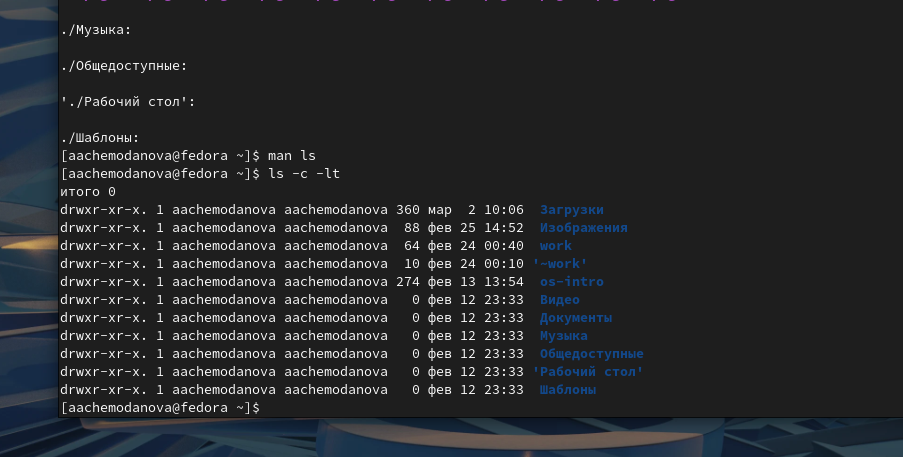 ./Музыка:
./Общедоступные:
'./Рабочий стол':
./Шаблоны:
[aachemodanova@fedora ~]$ man ls
[aachemodanova@fedora ~]$ ls -c -lt
итого 0
drwxr-xr-x. 1 aachemodanova aachemodanova 360 мар  2 10:06  Загрузки
drwxr-xr-x. 1 aachemodanova aachemodanova  88 фев 25 14:52  Изображения
drwxr-xr-x. 1 aachemodanova aachemodanova  64 фев 24 00:40  work
drwxr-xr-x. 1 aachemodanova aachemodanova  10 фев 24 00:10 '~work'
drwxr-xr-x. 1 aachemodanova aachemodanova 274 фев 13 13:54  os-intro
drwxr-xr-x. 1 aachemodanova aachemodanova   0 фев 12 23:33  Видео
drwxr-xr-x. 1 aachemodanova aachemodanova   0 фев 12 23:33  Документы
drwxr-xr-x. 1 aachemodanova aachemodanova   0 фев 12 23:33  Музыка
drwxr-xr-x. 1 aachemodanova aachemodanova   0 фев 12 23:33  Общедоступные
drwxr-xr-x. 1 aachemodanova aachemodanova   0 фев 12 23:33 'Рабочий стол'
drwxr-xr-x. 1 aachemodanova aachemodanova   0 фев 12 23:33  Шаблоны
[aachemodanova@fedora ~]$